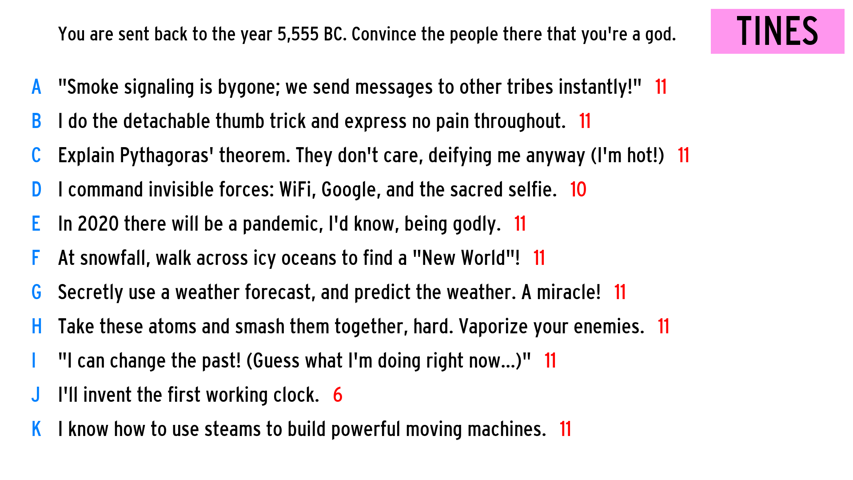 You are sent back to the year 5,555 BC. Convince the people there that you're a god.
TINES
A "Smoke signaling is bygone; we send messages to other tribes instantly!" 11
B I do the detachable thumb trick and express no pain throughout. 11
C Explain Pythagoras' theorem. They don't care, deifying me anyway (I'm hot!) 11
D I command invisible forces: WiFi, Google, and the sacred selfie. 10
E In 2020 there will be a pandemic, I'd know, being godly. 11
F At snowfall, walk across icy oceans to find a "New World"! 11
G Secretly use a weather forecast, and predict the weather. A miracle! 11
H Take these atoms and smash them together, hard. Vaporize your enemies. 11
I "I can change the past! (Guess what I'm doing right now...)" 11
J I'll invent the first working clock. 6
K I know how to use steams to build powerful moving machines. 11